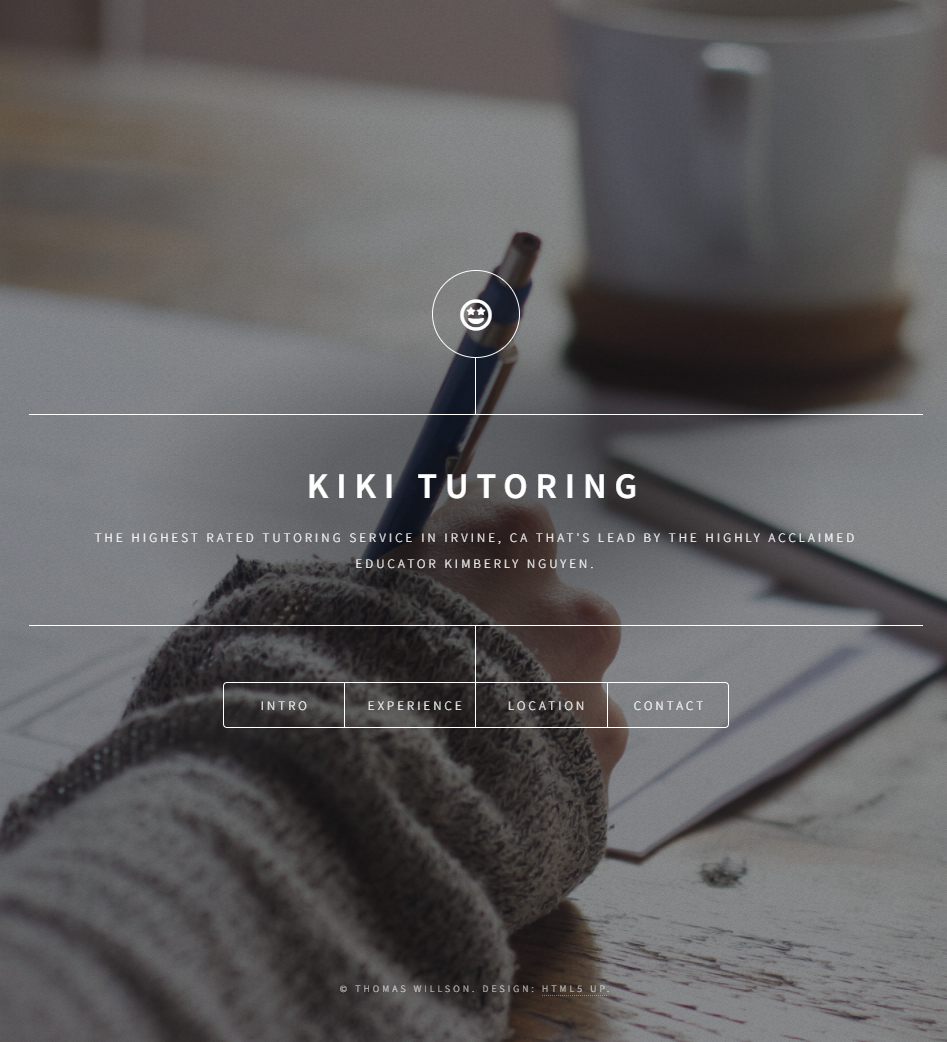 KIKI TUTORING
THE HIGHEST RATED TUTORING SERVICE IN IRVINE, CA THAT'S LEAD BY THE HIGHLY ACCLAIMED
EDUCATOR KIMBERLY NGUYEN.
INTRO EXPERIENCE LOCATION CONTACT
© THOMAS WILLSON. DESIGN: HTML5 UP.